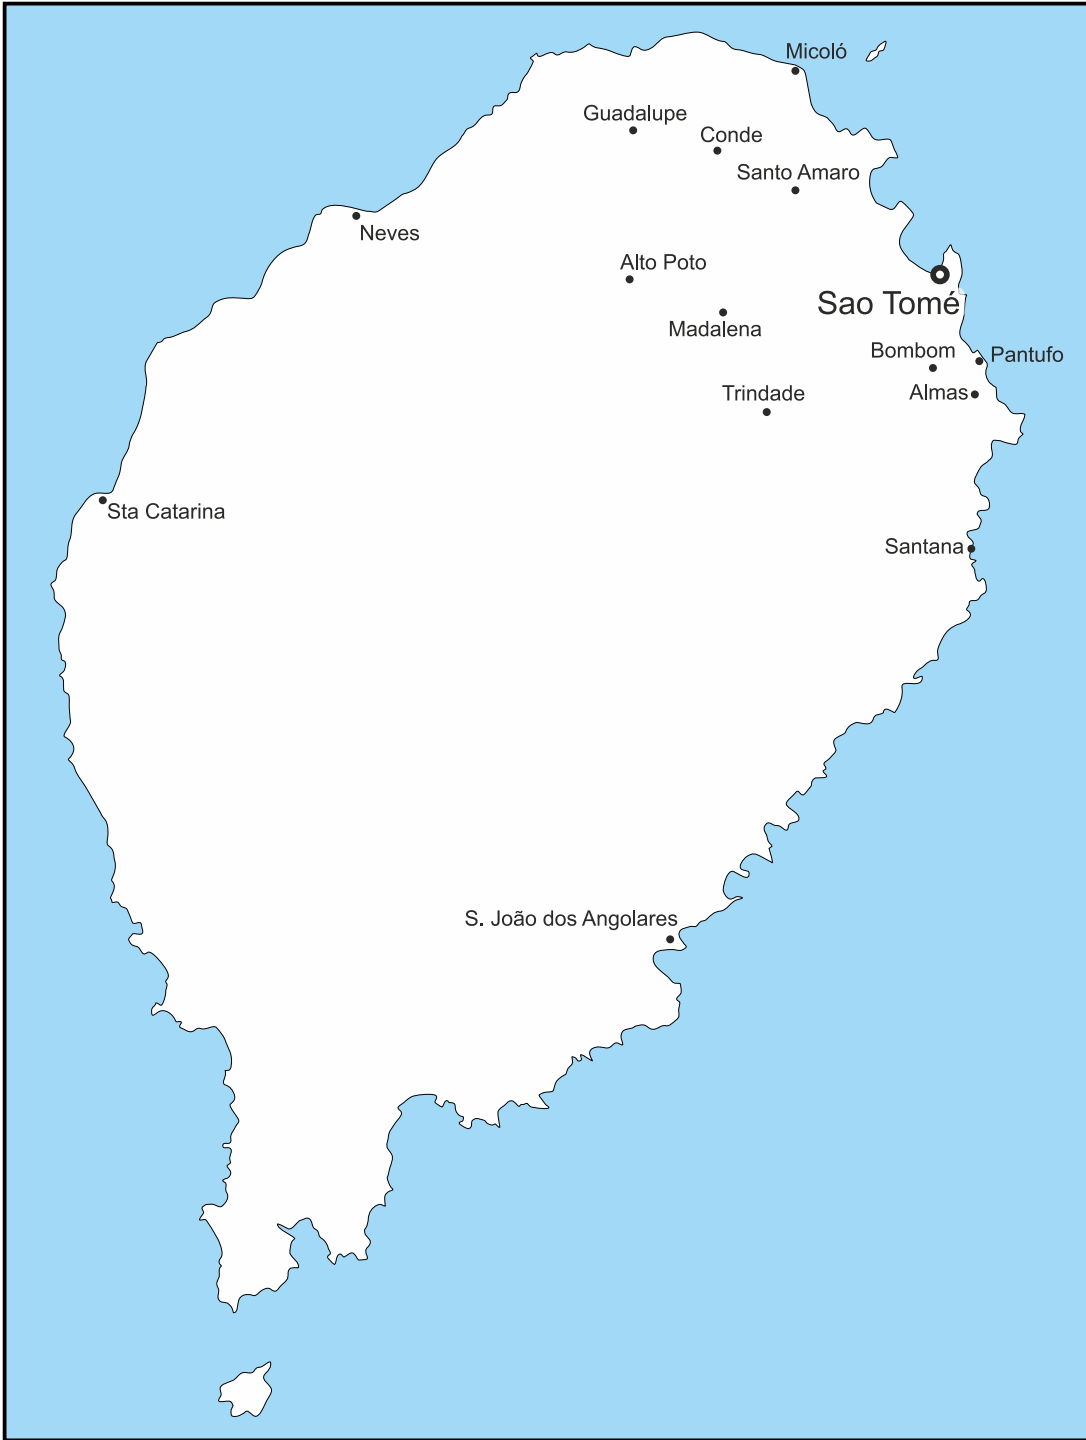 Micoló
Guadalupe
Conde
Santo Amaro
Neves
Alto Poto
Sao Tomé
Madalena
Bombom
Pantufo
Trindade
Almas
Sta Catarina
Santana
S. João dos Angolares